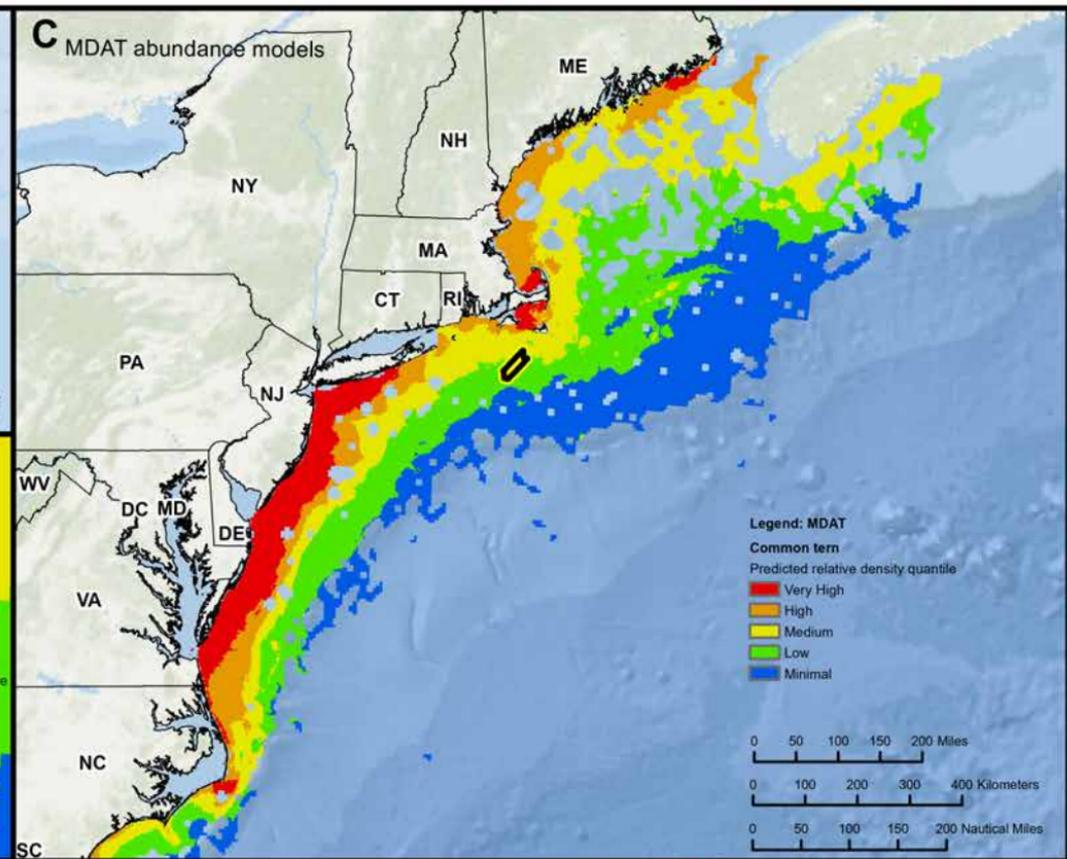 C MDAT abundance models
ME
NH
NY
MA
CT RI
PA
NJ
WV
DC MD
DE
VA
NC
SC
e
Legend: MDAT
Common tern
Predicted relative density quantile
Very High
High
Medium
Low
Minimal
0 50 100 150 200 Miles
0 100 200 300 400 Kilometers
0 50 100 150 200 Nautical Miles